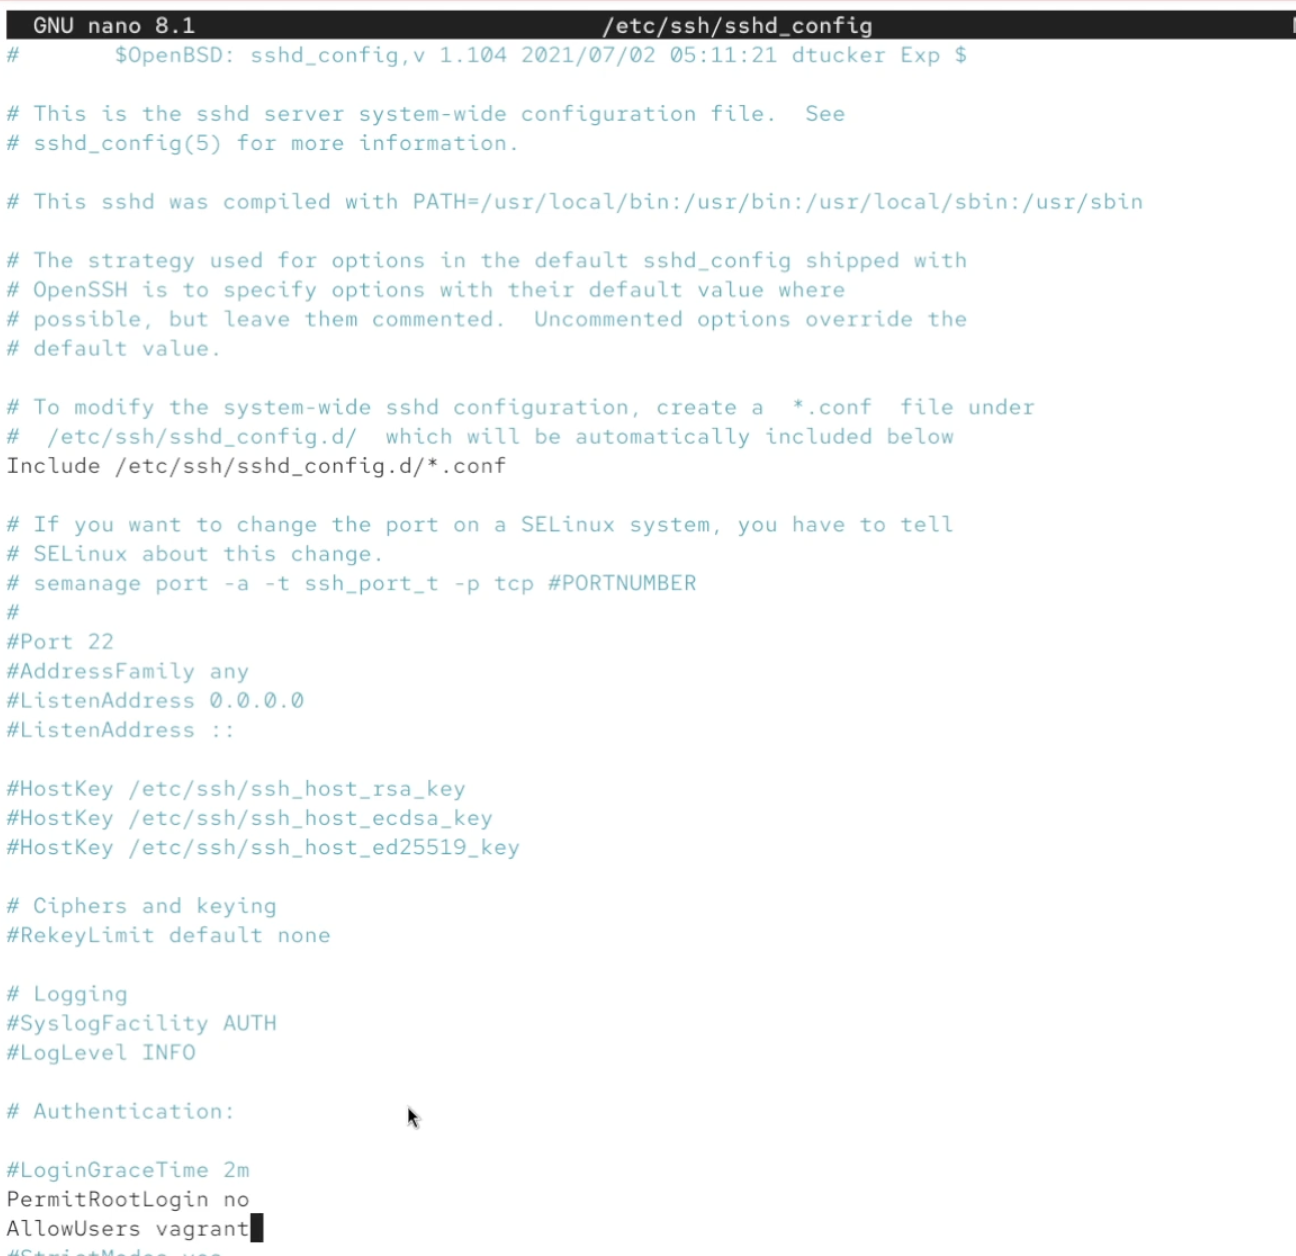 GNU nano 8.1 /etc/ssh/sshd_config
# $OpenBSD: sshd_config,v 1.104 2021/07/02 05:11:21 dtucker Exp $
# This is the sshd server system-wide configuration file.  See
# sshd_config(5) for more information.
# This sshd was compiled with PATH=/usr/local/bin:/usr/bin:/usr/local/sbin:/usr/sbin
# The strategy used for options in the default sshd_config shipped with
# OpenSSH is to specify options with their default value where
# possible, but leave them commented.  Uncommented options override the
# default value.
# To modify the system-wide sshd configuration, create a  *.conf  file under
#  /etc/ssh/sshd_config.d/  which will be automatically included below
Include /etc/ssh/sshd_config.d/*.conf
# If you want to change the port on a SELinux system, you have to tell
# SELinux about this change.
# semanage port -a -t ssh_port_t -p tcp #PORTNUMBER
#
#Port 22
#AddressFamily any
#ListenAddress 0.0.0.0
#ListenAddress ::
#HostKey /etc/ssh/ssh_host_rsa_key
#HostKey /etc/ssh/ssh_host_ecdsa_key
#HostKey /etc/ssh/ssh_host_ed25519_key
# Ciphers and keying
#RekeyLimit default none
# Logging
#SyslogFacility AUTH
#LogLevel INFO
# Authentication:
#LoginGraceTime 2m
PermitRootLogin no
AllowUsers vagrant